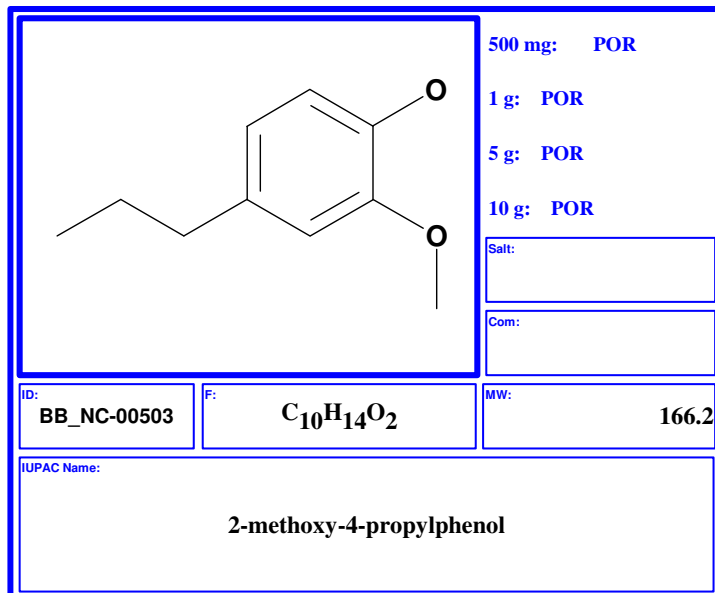 O
O
500 mg: POR
1 g: POR
5 g: POR
10 g: POR
Salt:
Com:
ID:
BB_NC-00503
F:
C10H14O2
MW:
166.2
IUPAC Name:
2-methoxy-4-propylphenol